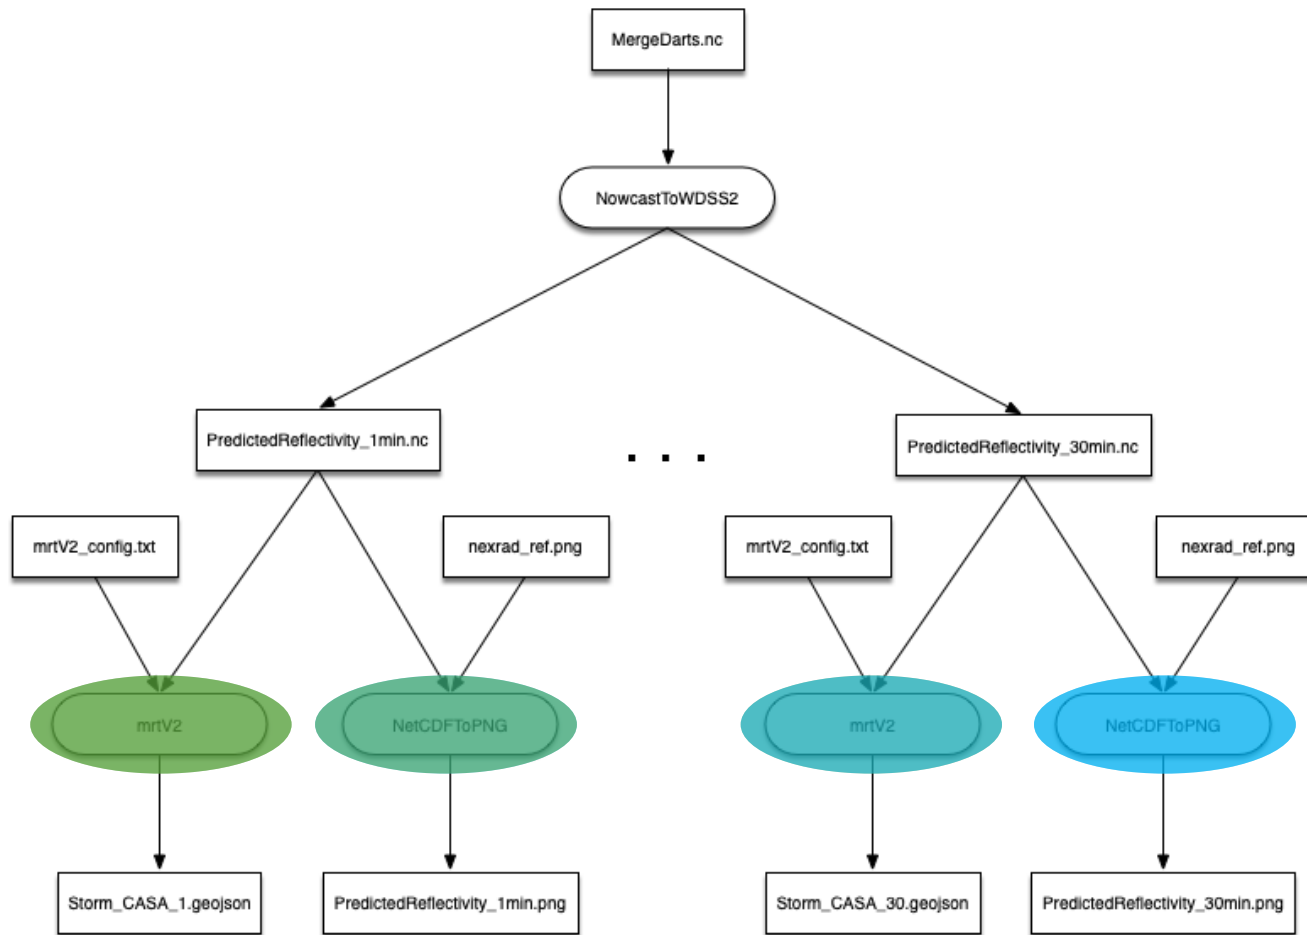 MergeDarts.nc
NowcastToWDSS2
PredictedReflectivity_1min.nc
. . .
PredictedReflectivity_30min.nc
mrtV2_config.txt
nexrad_ref.png
mrtV2_config.txt
nexrad_ref.png
mrtV2
NetCDFToPNG
mrtV2
NetCDFToPNG
Storm_CASA_1.geojson
PredictedReflectivity_1min.png
Storm_CASA_30.geojson
PredictedReflectivity_30min.png